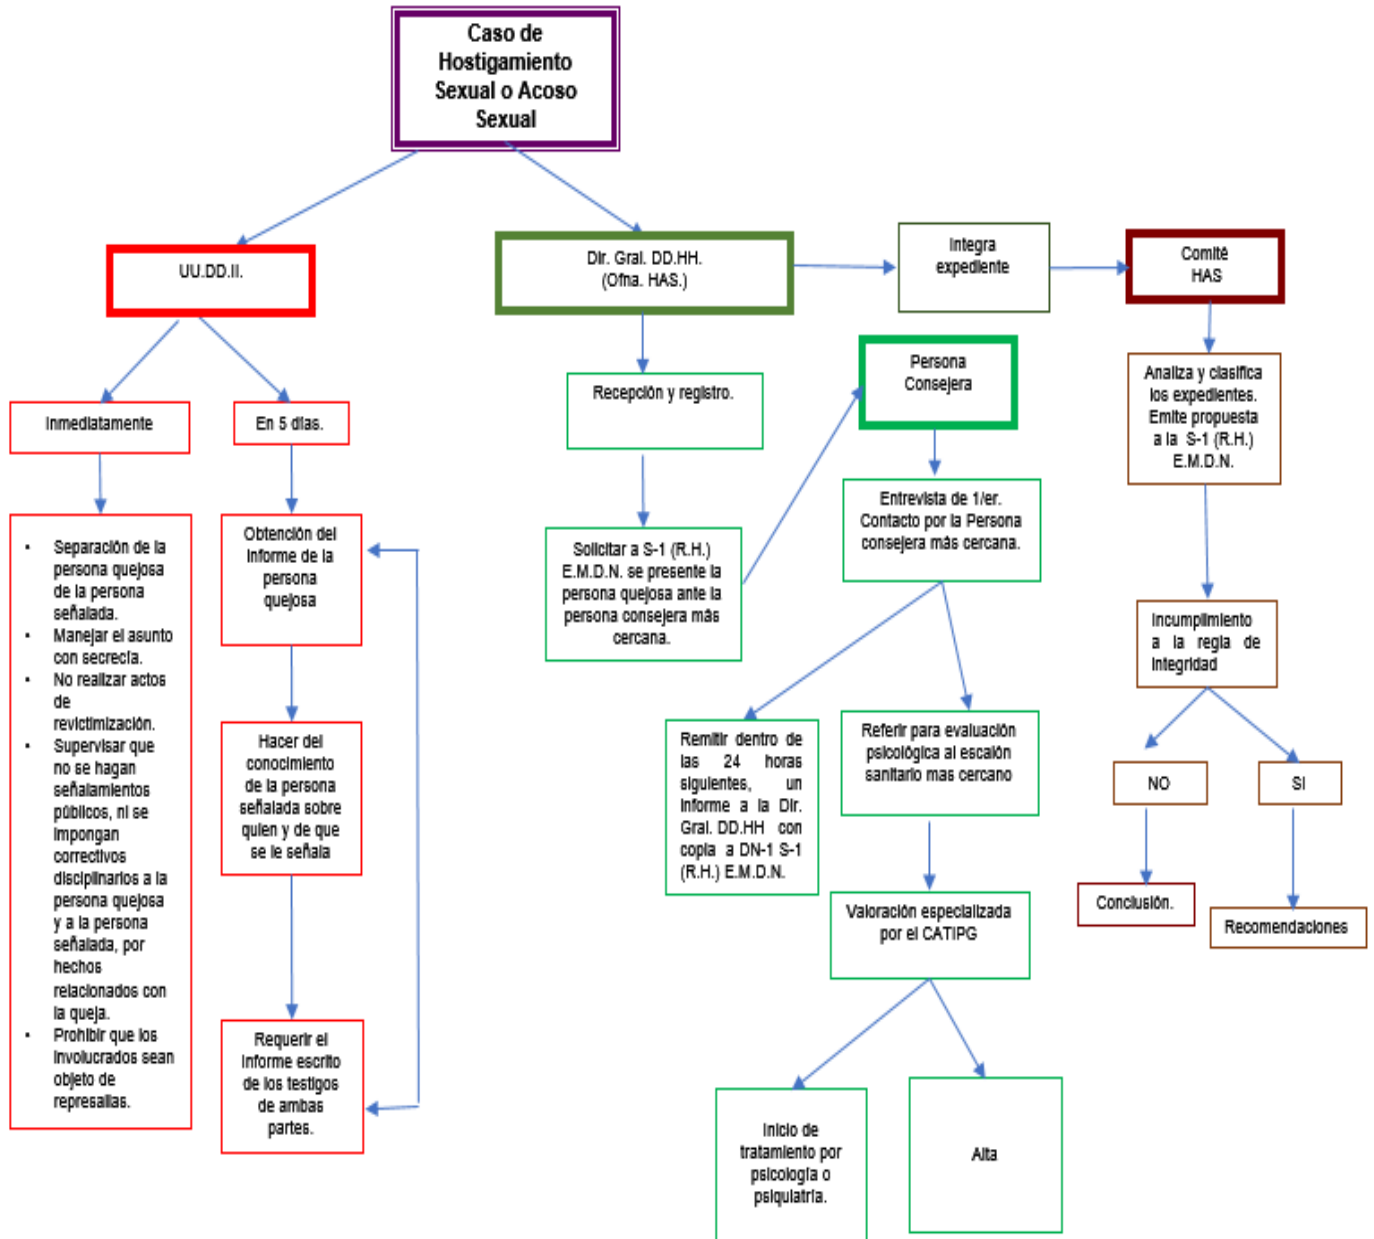 Caso de
Hostigamiento
Sexual o Acoso
Sexual
UU.DD.II.
Dir. Gral. DD.HH.
(Ofna. HAS.)
Integra
expediente
Comité
HAS
Inmediatamente
En 5 días.
Recepción y registro.
Persona
Consejera
Analiza y clasifica
los expedientes.
Emite propuesta
a la S-1 (R.H.)
E.M.D.N.
• Separación de la
persona quejosa
de la persona
señalada.
• Manejar el asunto
con secrecía.
• No realizar actos
de
revictimización.
• Supervisar que
no se hagan
señalamientos
públicos, ni se
impongan
correctivos
disciplinarios a la
persona quejosa
y a la persona
señalada, por
hechos
relacionados con
la queja.
• Prohibir que los
involucrados sean
objeto de
represalias.
Obtención del
informe de la
persona
quejosa
Hacer del
conocimiento
de la persona
señalada sobre
quien y de que
se le señala
Requerir el
informe escrito
de los testigos
de ambas
partes.
Solicitar a S-1 (R.H.)
E.M.D.N. se presente la
persona quejosa ante la
persona consejera más
cercana.
Entrevista de 1/er.
Contacto por la Persona
consejera más cercana.
Remitir dentro de
las 24 horas
siguientes, un
informe a la Dir.
Gral. DD.HH con
copia a DN-1 S-1
(R.H.) E.M.D.N.
Referir para evaluación
psicológica al escalón
sanitario mas cercano
Valoración especializada
por el CATIPG
Inicio de
tratamiento por
psicología o
psiquiatría.
Alta
Incumplimiento
a la regla de
integridad
NO
SI
Conclusión.
Recomendaciones